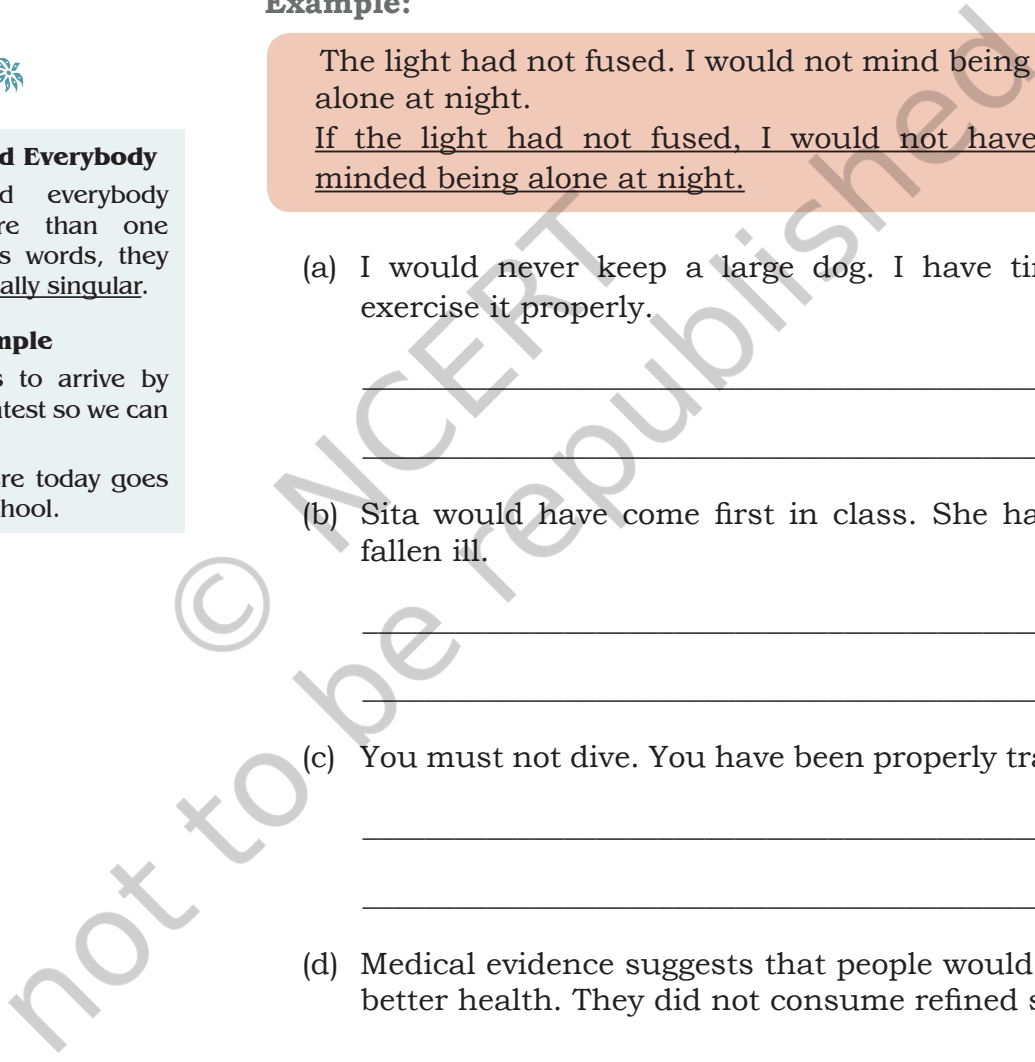 Example:
The light had not fused. I would not mind being
alone at night.
If the light had not fused, I would not have
minded being alone at night.
d Everybody
d everybody
re than one
s words, they
ally singular.
mple
s to arrive by
ntest so we can
re today goes
hool.
(a) I would never keep a large dog. I have
exercise it properly.
(b) Sita would have come first in class. She
fallen ill.
(c) You must not dive. You have been properly
(d) Medical evidence suggests that people would
better health. They did not consume refined
© NCERT
not to be republished